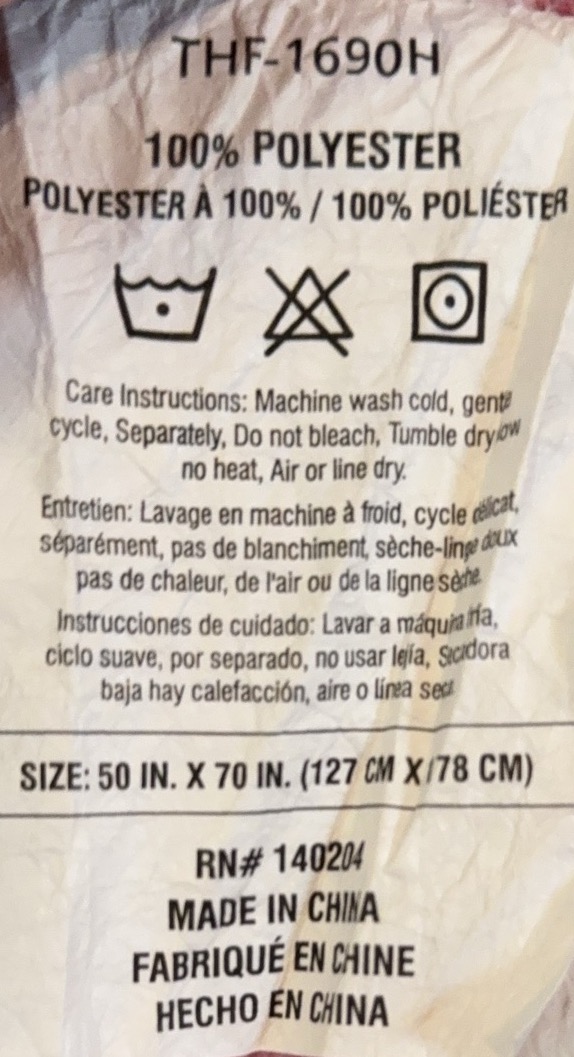 THF-1690H
100% POLYESTER
POLYESTER À 100% / 100% POLIÉSTER
Care Instructions: Machine wash cold, gentle
cycle, Separately, Do not bleach, Tumble dry low
no heat, Air or line dry.
Entretien: Lavage en machine à froid, cycle délicat,
séparément, pas de blanchiment, sèche-linge doux
pas de chaleur, de l'air ou de la ligne sèche
Instrucciones de cuidado: Lavar a máquina fría,
ciclo suave, por separado, no usar lejía, Secadora
baja hay calefacción, aire o línea seca
SIZE: 50 IN. X 70 IN. (127 CM X 178 CM)
RN# 140204
MADE IN CHINA
FABRIQUÉ EN CHINE
HECHO EN CHINA